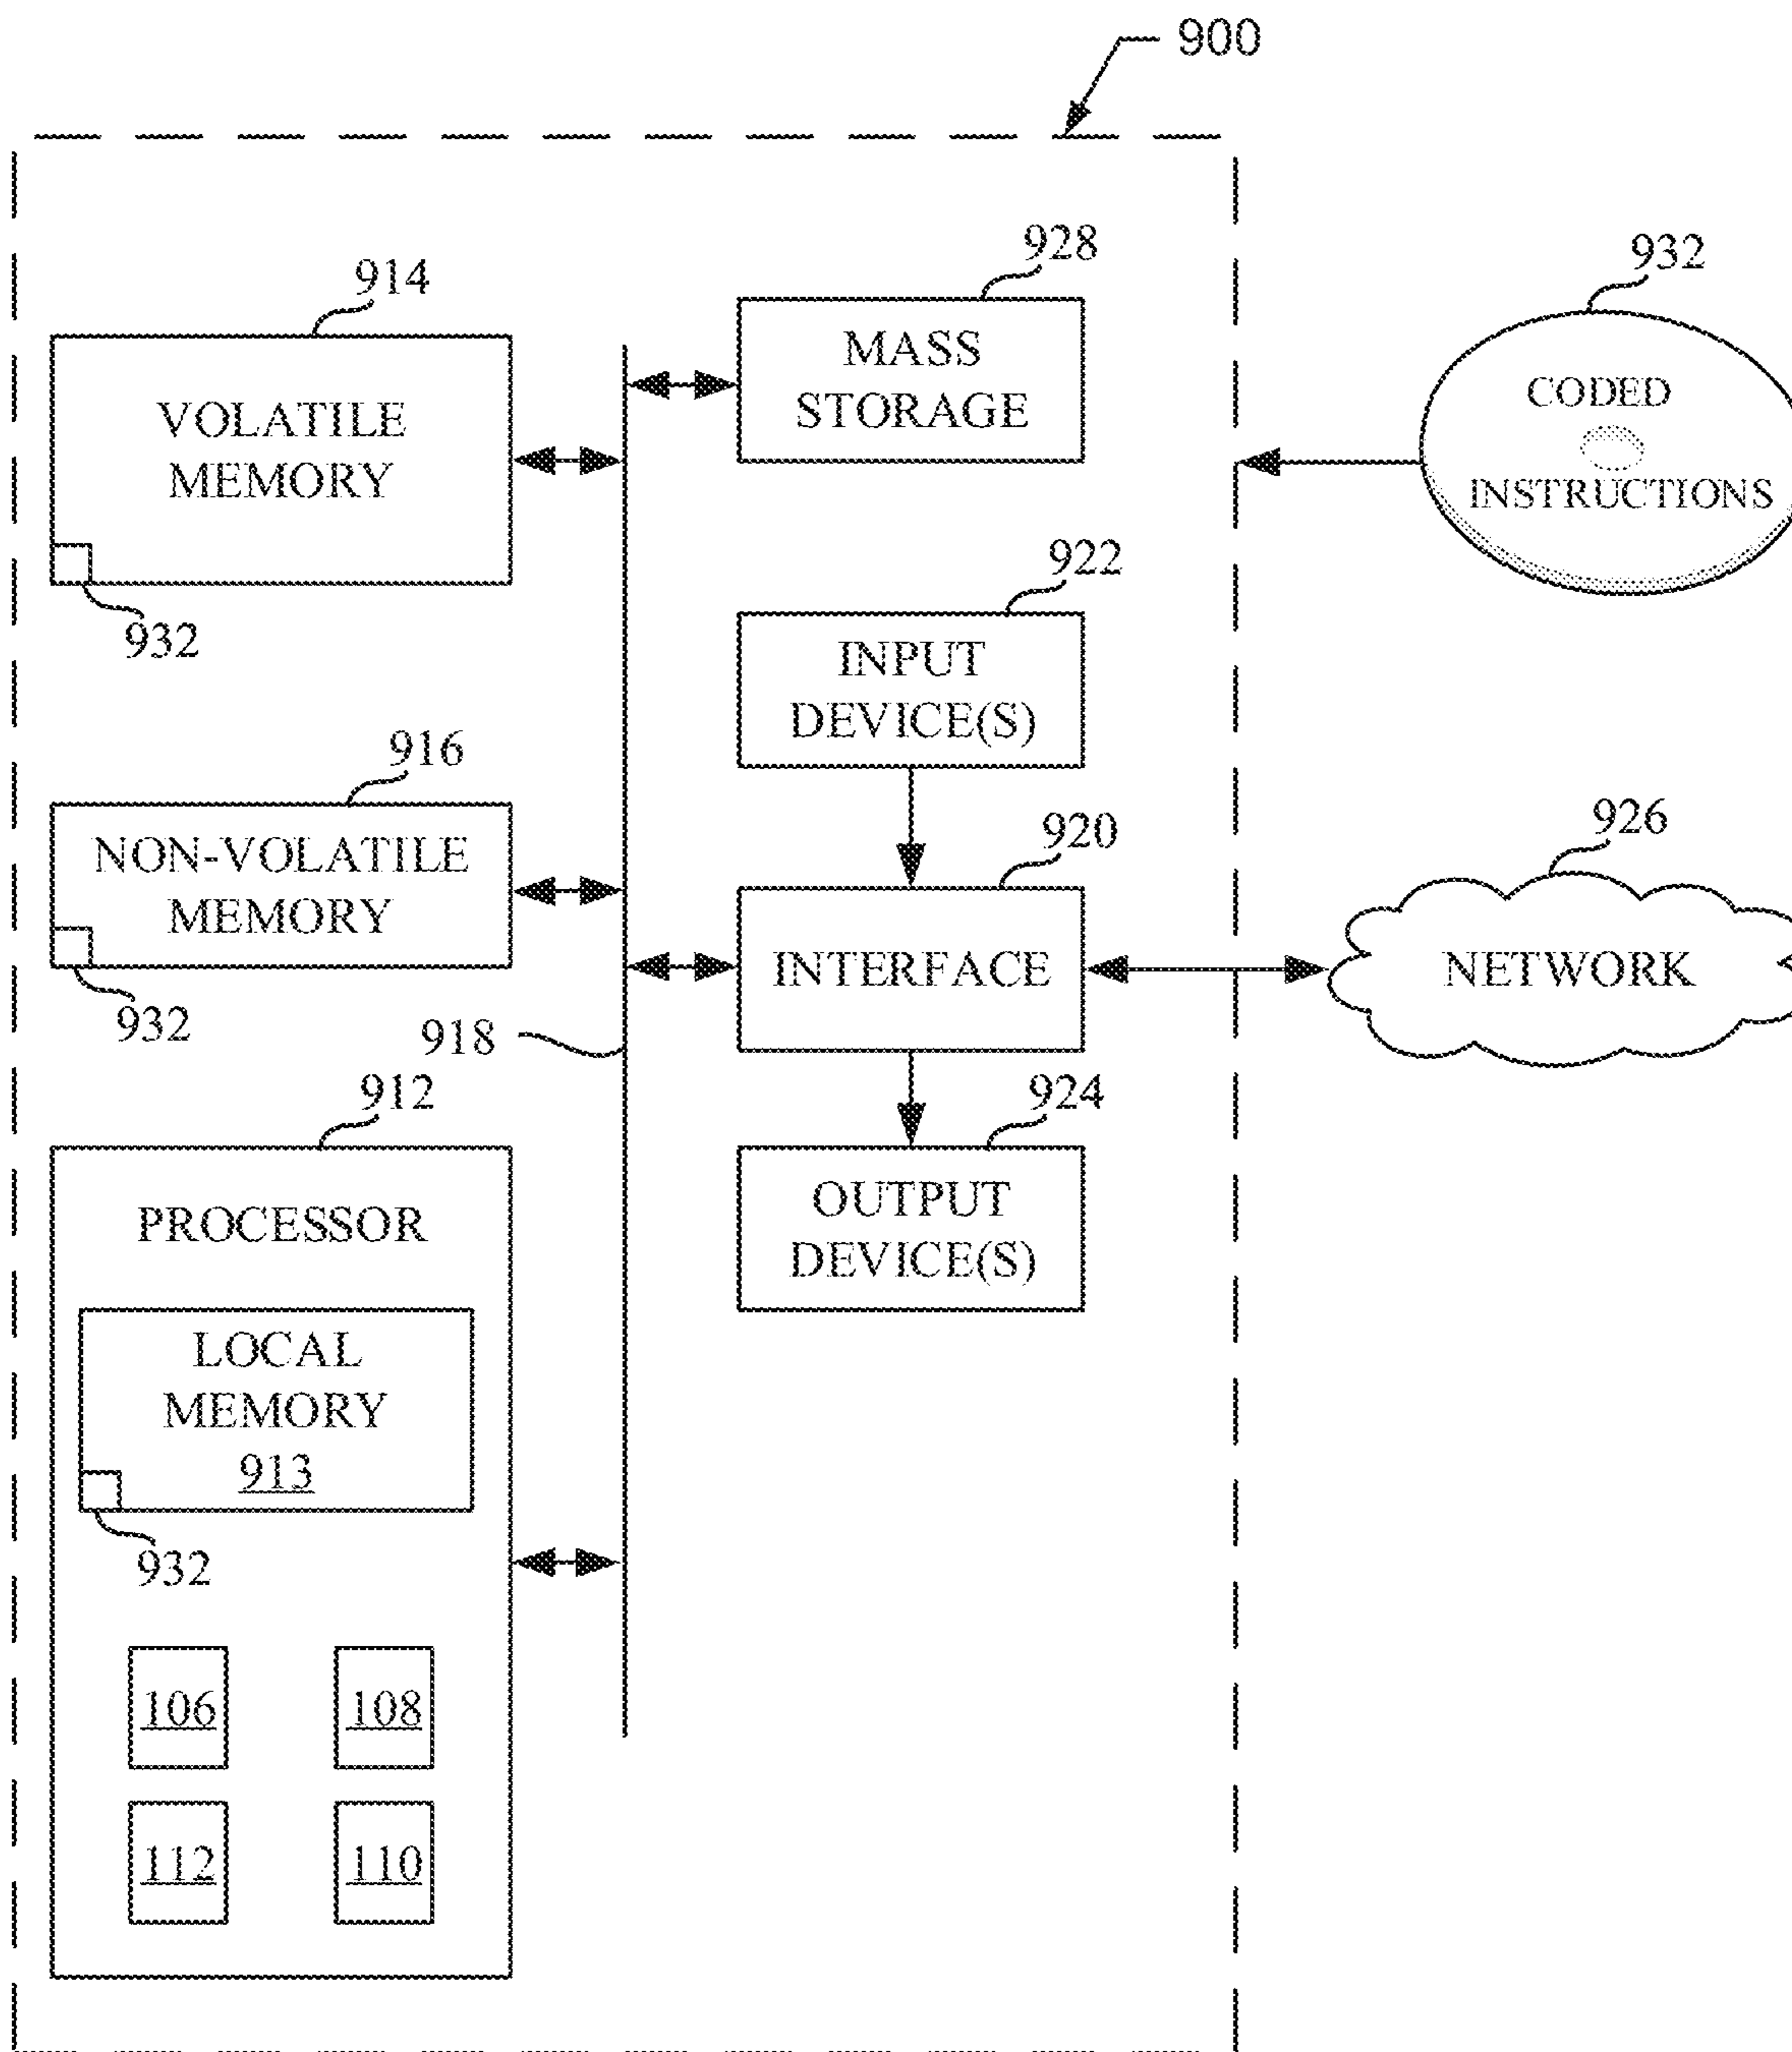 900
928
932
914
MASS
STORAGE
VOLATILE
MEMORY
CODED
INSTRUCTIONS
932
922
INPUT
DEVICE(S)
916
NON-VOLATILE
MEMORY
932
920
926
INTERFACE
NETWORK
918
912
924
PROCESSOR
OUTPUT
DEVICE(S)
LOCAL
MEMORY
913
932
106
108
112
110